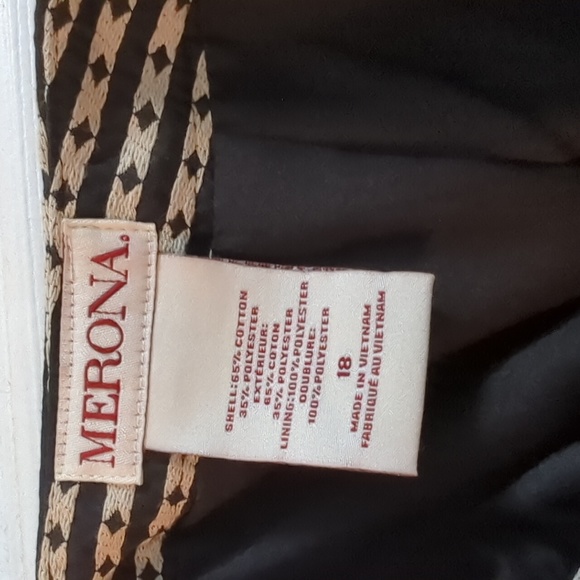 MERONA.
SHELL: 65% COTTON
35% POLYESTER
EXTÉRIEUR:
65% COTON
35% POLYESTER
LINING: 100% POLYESTER
DOUBLURE:
100% POLYESTER
18
MADE IN VIETNAM
FABRIQUÉ AU VIETNAM